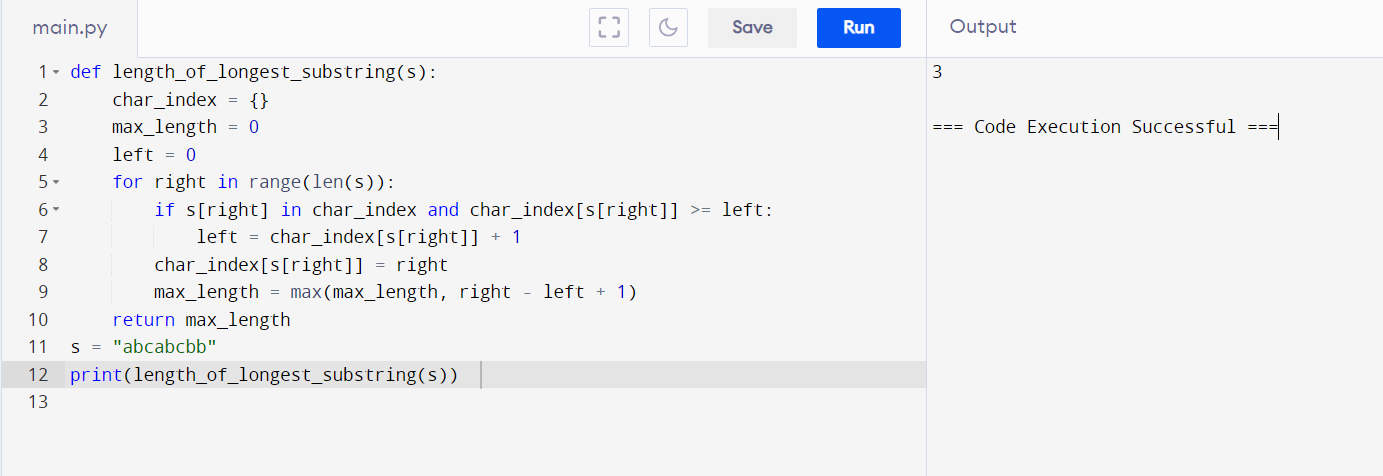 main.py
Save
Run
Output
1 def length_of_longest_substring(s):
2     char_index = {}
3     max_length = 0
4     left = 0
5     for right in range(len(s)):
6         if s[right] in char_index and char_index[s[right]] >= left:
7             left = char_index[s[right]] + 1
8         char_index[s[right]] = right
9         max_length = max(max_length, right - left + 1)
10     return max_length
11 s = "abcabcbb"
12 print(length_of_longest_substring(s))
13
3
=== Code Execution Successful ===